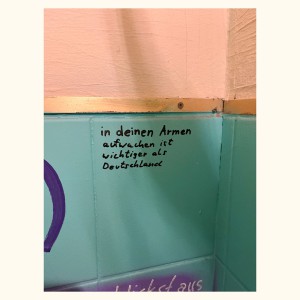 in deinen Armen
aufwachen ist
wichtiger als
Deutschland